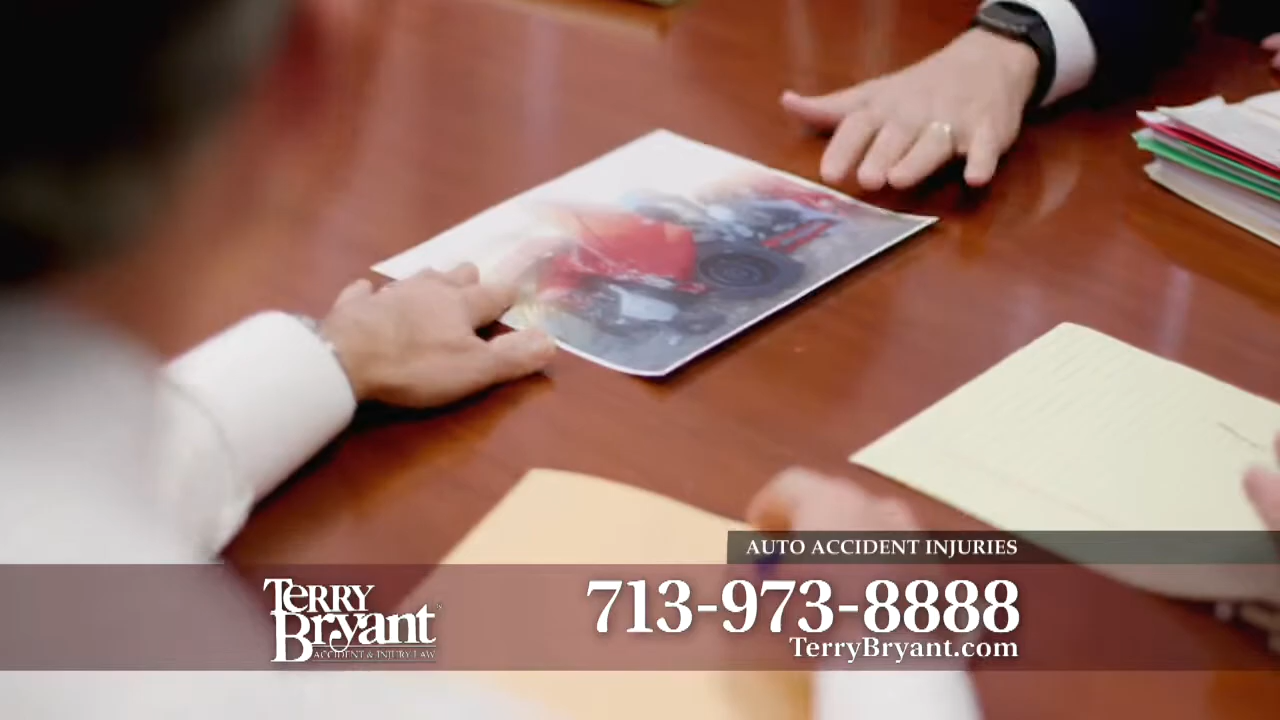 AUTO ACCIDENT INJURIES
TERRY
Bryant
ACCIDENT & INJURY LAW
713-973-8888
TerryBryant.com